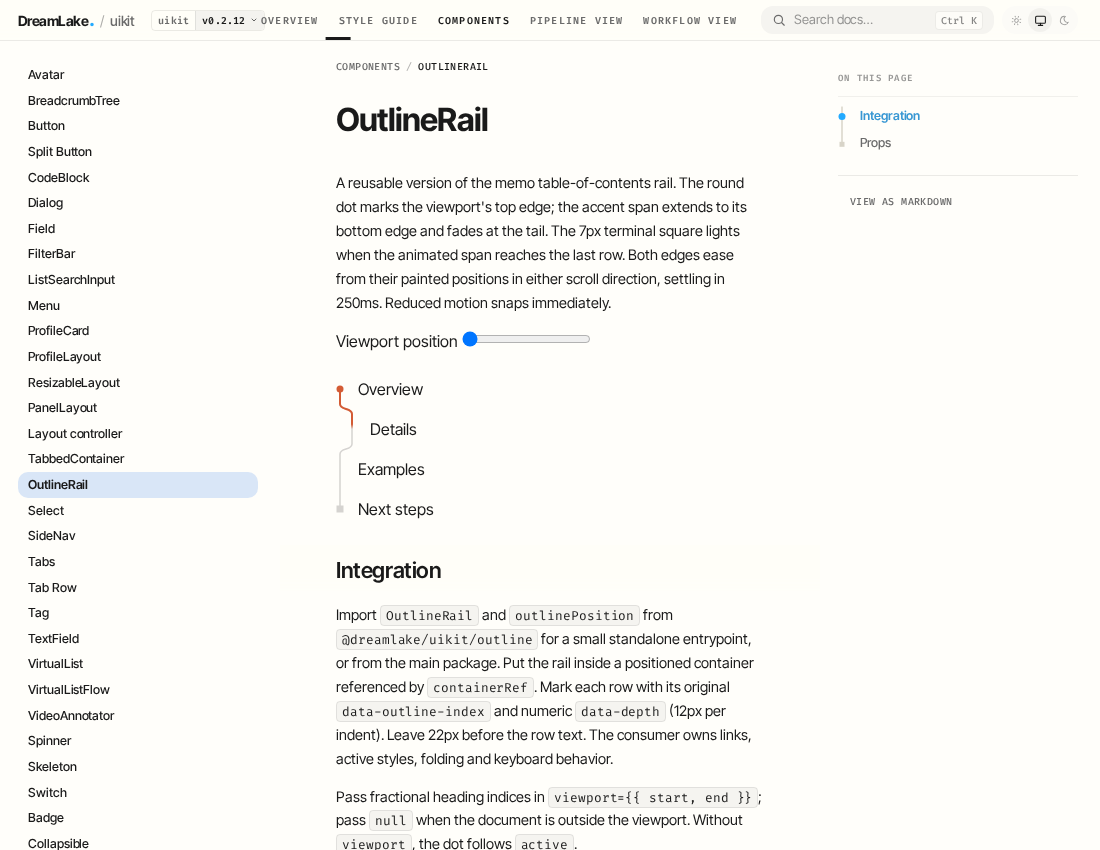 DreamLake. / uikit
uikit v0.2.12
OVERVIEW STYLE GUIDE COMPONENTS PIPELINE VIEW WORKFLOW VIEW
Search docs... Ctrl K
Avatar
BreadcrumbTree
Button
Split Button
CodeBlock
Dialog
Field
FilterBar
ListSearchInput
Menu
ProfileCard
ProfileLayout
ResizableLayout
PanelLayout
Layout controller
TabbedContainer
OutlineRail
Select
SideNav
Tabs
Tab Row
Tag
TextField
VirtualList
VirtualListFlow
VideoAnnotator
Spinner
Skeleton
Switch
Badge
Collapsible
COMPONENTS / OUTLINERAIL
OutlineRail
A reusable version of the memo table-of-contents rail. The round
dot marks the viewport's top edge; the accent span extends to its
bottom edge and fades at the tail. The 7px terminal square lights
when the animated span reaches the last row. Both edges ease
from their painted positions in either scroll direction, settling in
250ms. Reduced motion snaps immediately.
Viewport position
Overview
Details
Examples
Next steps
Integration
Import OutlineRail and outlinePosition from
@dreamlake/uikit/outline for a small standalone entrypoint,
or from the main package. Put the rail inside a positioned container
referenced by containerRef. Mark each row with its original
data-outline-index and numeric data-depth (12px per
indent). Leave 22px before the row text. The consumer owns links,
active styles, folding and keyboard behavior.
Pass fractional heading indices in viewport={{ start, end }};
pass null when the document is outside the viewport. Without
viewport, the dot follows active.
ON THIS PAGE
Integration
Props
VIEW AS MARKDOWN